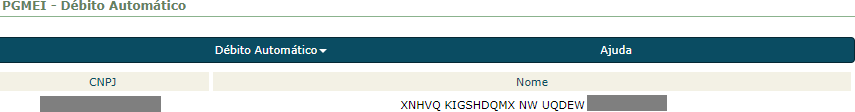 PGMEI - Débito Automático
Débito Automático Ajuda
CNPJ Nome
XNHVQ KIGSHDQMX NW UQDEW